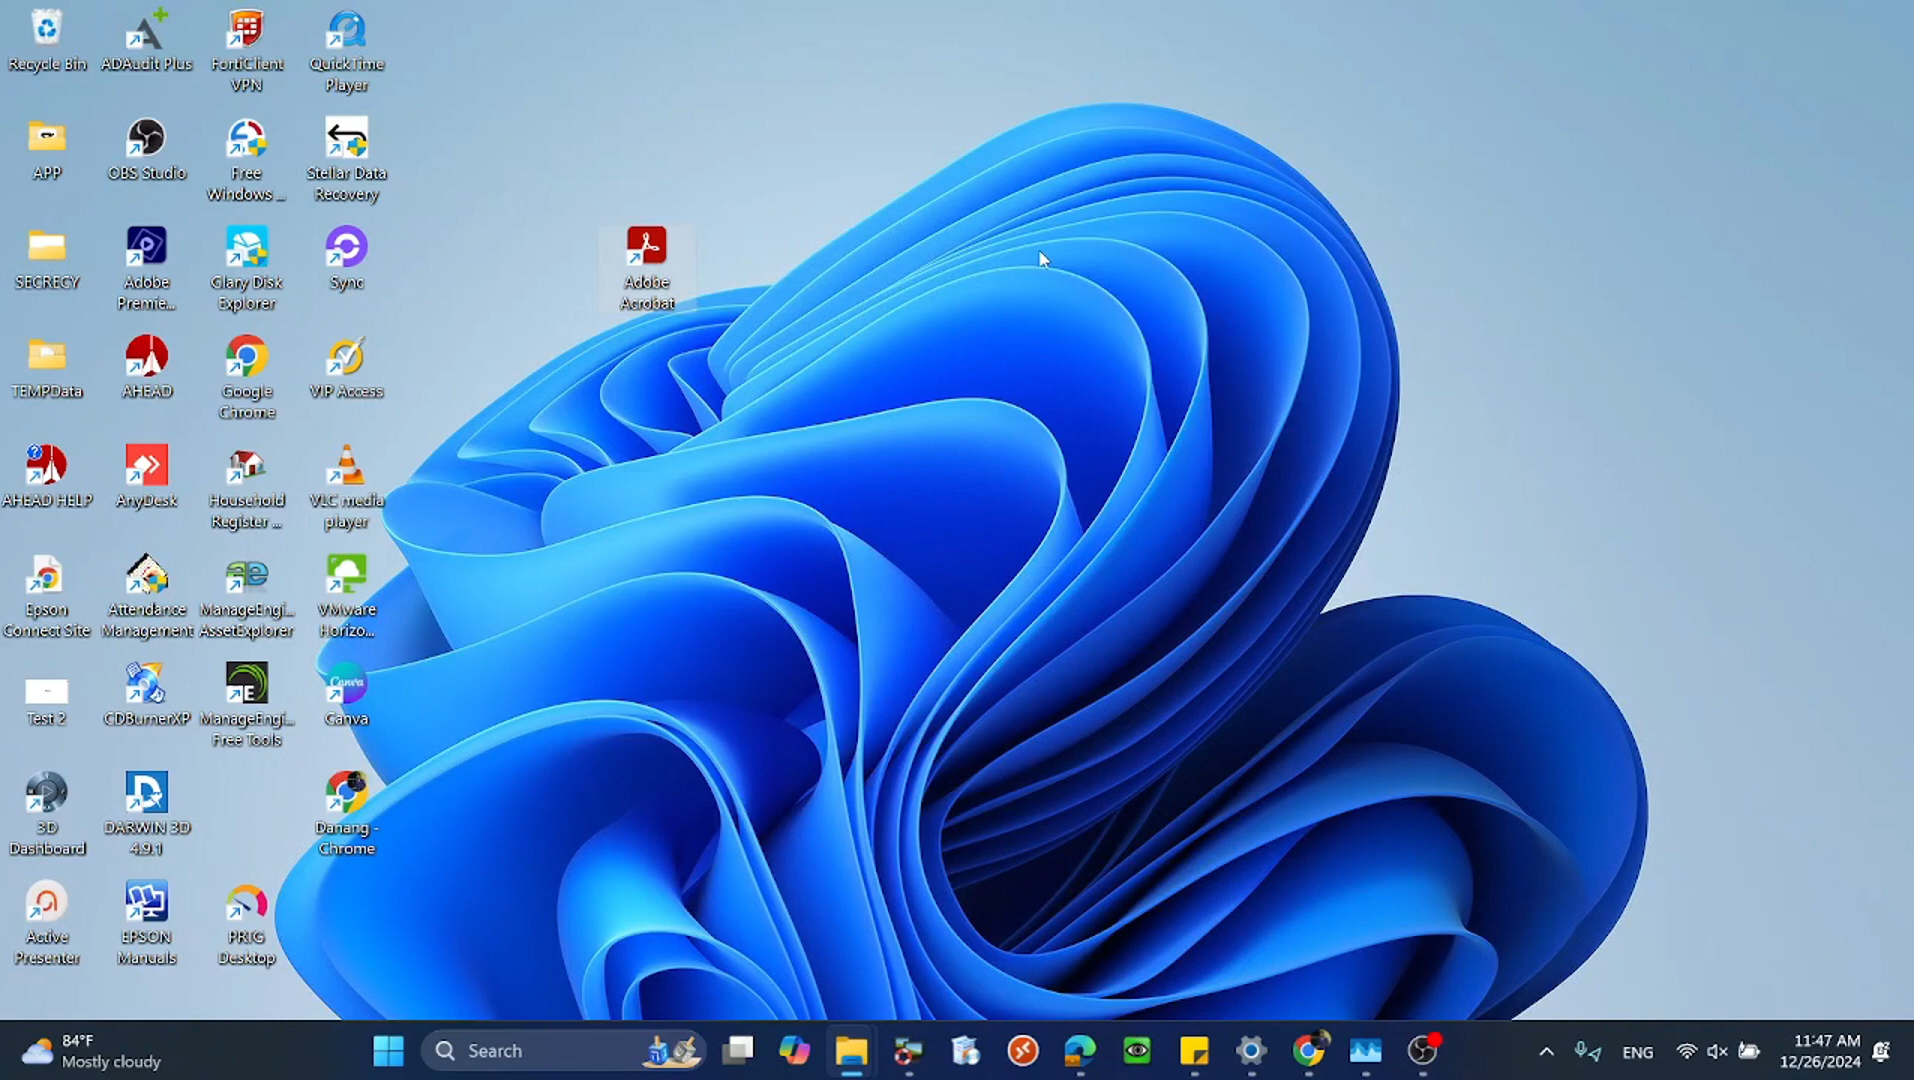 Recycle Bin
ADAudit Plus
FortiClient
VPN
QuickTime
Player
APP
OBS Studio
Free
Windows ...
Stellar Data
Recovery
SECRECY
Adobe
Premie...
Glary Disk
Explorer
Sync
Adobe
Acrobat
TEMPData
AHEAD
Google
Chrome
VIP Access
AHEAD HELP
AnyDesk
Household
Register ...
VLC media
player
Epson
Connect Site
Attendance
Management
ManageEngi...
AssetExplorer
VMware
Horizo...
Test 2
CDBurnerXP
ManageEngi...
Free Tools
Canva
Canva
3D
Dashboard
DARWIN 3D
4.9.1
Danang -
Chrome
Active
Presenter
EPSON
Manuals
PRTG
Desktop
84°F
Mostly cloudy
Search
ENG
11:47 AM
12/26/2024